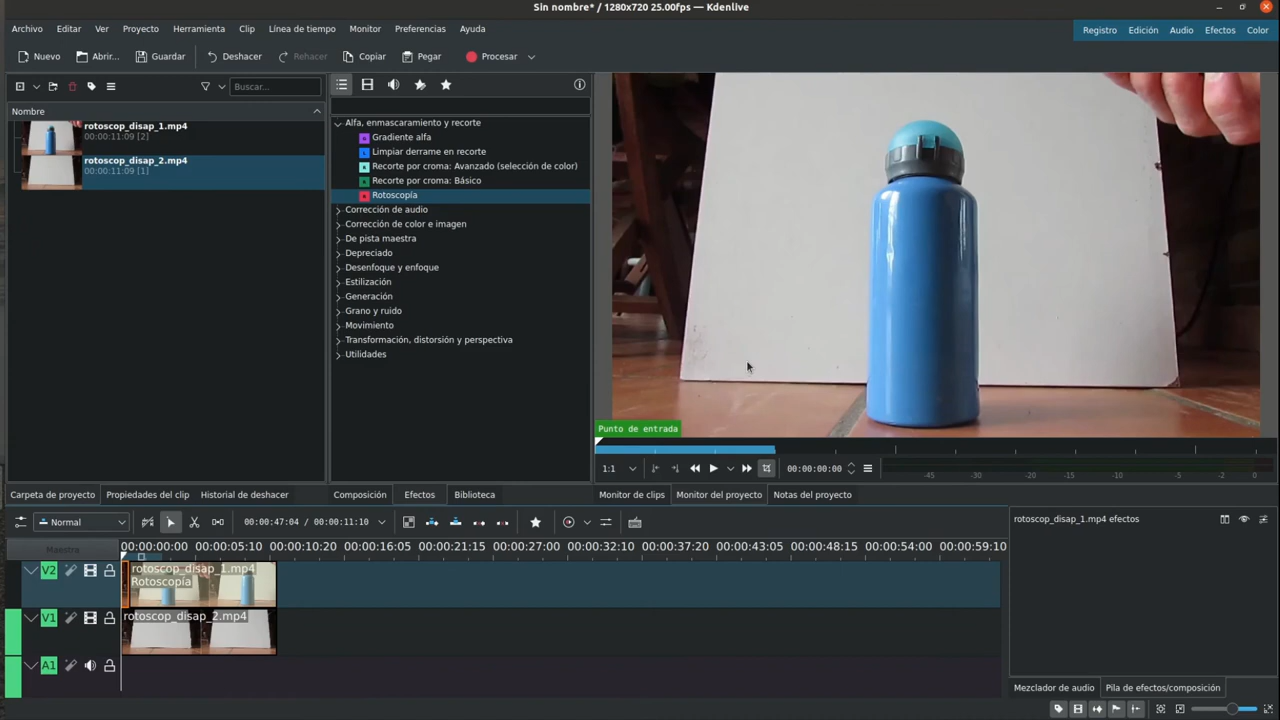 Sin nombre* / 1280x720 25.00fps — Kdenlive
Archivo Editar Ver Proyecto Herramienta Clip Línea de tiempo Monitor Preferencias Ayuda
Registro Edición Audio Efectos Color
Nuevo Abrir... Guardar Deshacer Rehacer Copiar Pegar Procesar
Buscar...
Nombre
rotoscop_disap_1.mp4
00:00:11:09 [2]
rotoscop_disap_2.mp4
00:00:11:09 [1]
Alfa, enmascaramiento y recorte
Gradiente alfa
Limpiar derrame en recorte
Recorte por croma: Avanzado (selección de color)
Recorte por croma: Básico
Rotoscopía
Corrección de audio
Corrección de color e imagen
De pista maestra
Depreciado
Desenfoque y enfoque
Estilización
Generación
Grano y ruido
Movimiento
Transformación, distorsión y perspectiva
Utilidades
Punto de entrada
1:1 00:00:00:00
-45 -30 -20 -15 -10 -5 -2 0
Carpeta de proyecto Propiedades del clip Historial de deshacer
Composición Efectos Biblioteca
Monitor de clips Monitor del proyecto Notas del proyecto
Normal 00:00:47:04 / 00:00:11:10
Maestra 00:00:00:00 00:00:05:10 00:00:10:20 00:00:16:05 00:00:21:15 00:00:27:00 00:00:32:10 00:00:37:20 00:00:43:05 00:00:48:15 00:00:54:00 00:00:59:10
V2 rotoscop_disap_1.mp4
Rotoscopía
V1 rotoscop_disap_2.mp4
A1
rotoscop_disap_1.mp4 efectos
Mezclador de audio Pila de efectos/composición